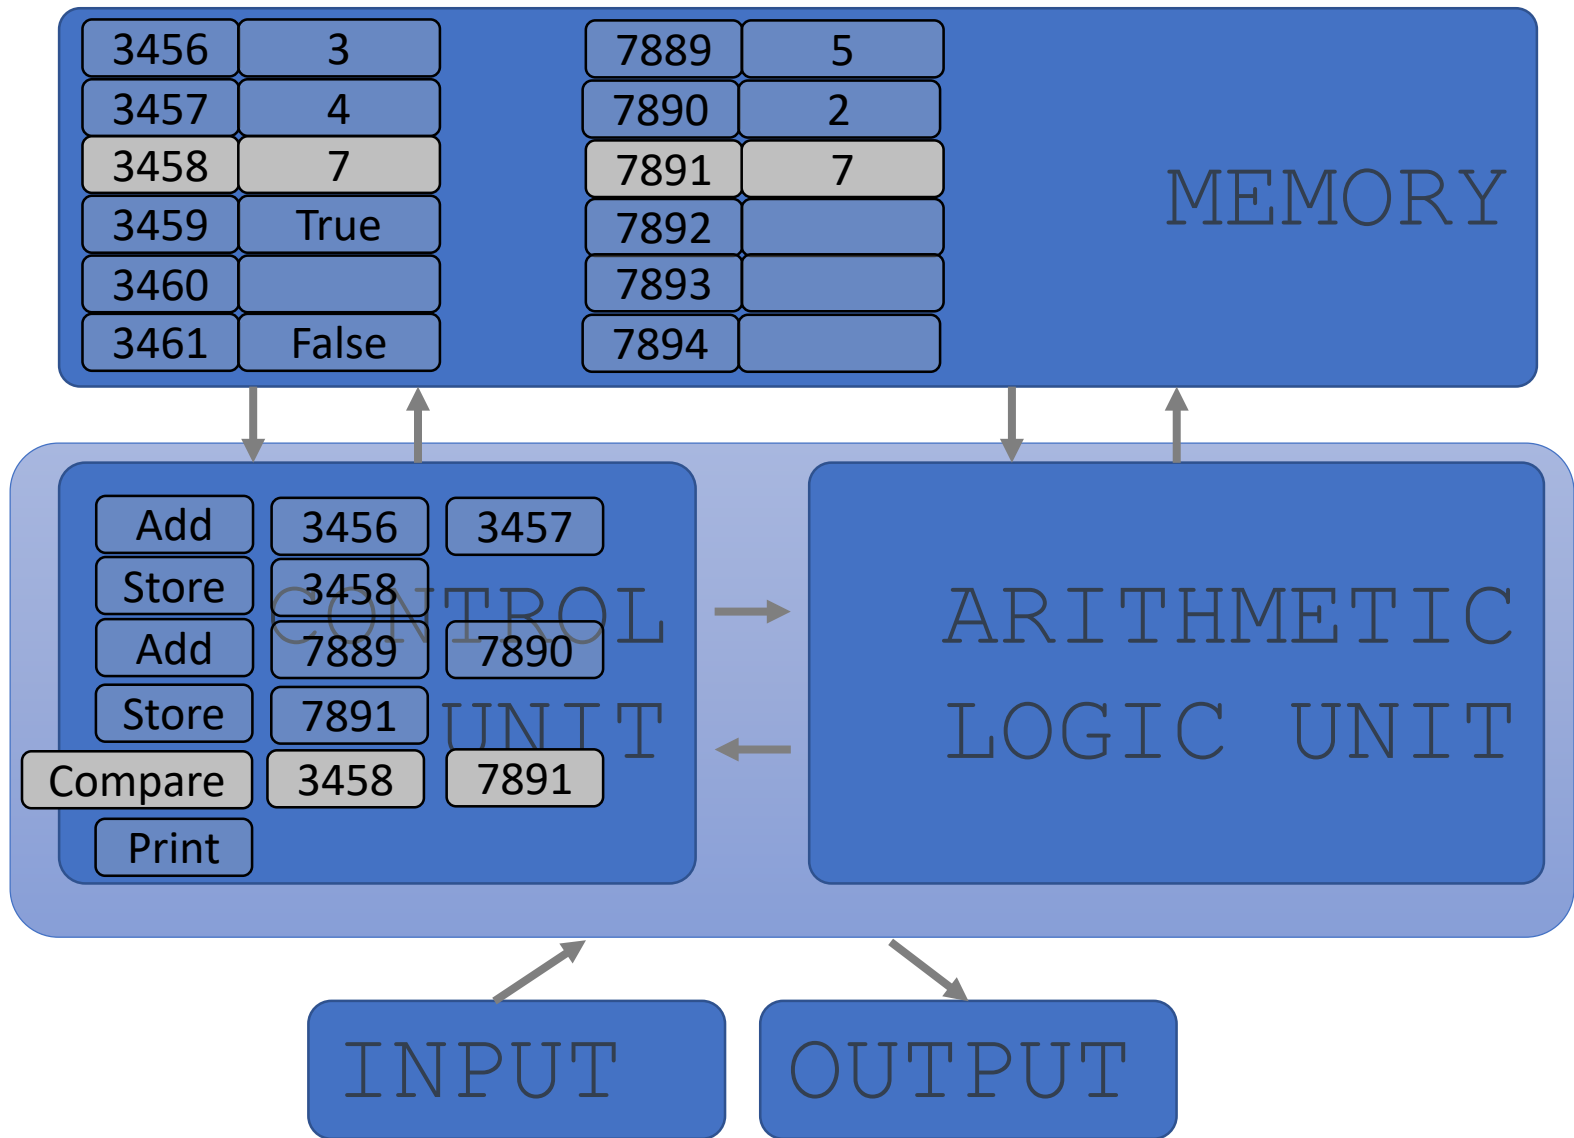 3456 3
3457 4
3458 7
3459 True
3460
3461 False
7889 5
7890 2
7891 7
7892
7893
7894
MEMORY
Add 3456 3457
Store 3458
Add 7889 7890
Store 7891
Compare 3458 7891
Print
CONTROL
UNIT
ARITHMETIC
LOGIC UNIT
INPUT
OUTPUT